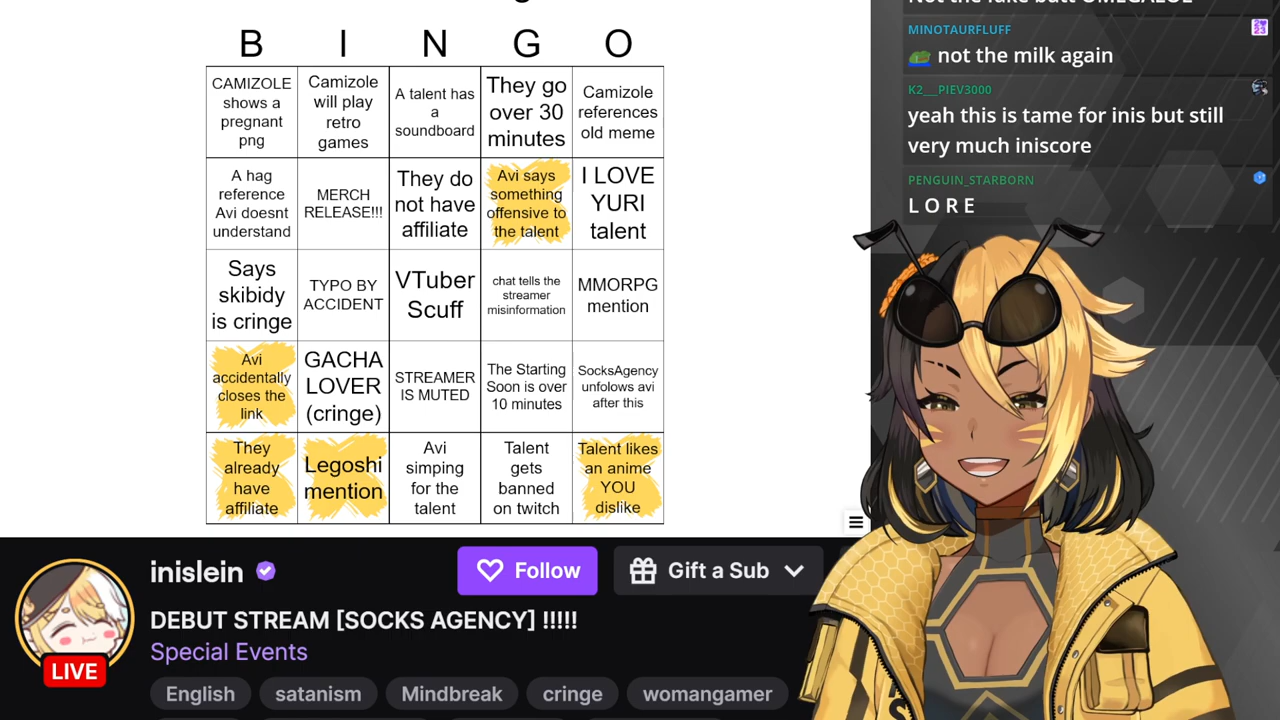 B I N G O
CAMIZOLE
shows a
pregnant
png
Camizole
will play
retro
games
A talent has
a
soundboard
They go
over 30
minutes
Camizole
references
old meme
A hag
reference
Avi doesnt
understand
MERCH
RELEASE!!!
They do
not have
affiliate
Avi says
something
offensive to
the talent
I LOVE
YURI
talent
Says
skibidy
is cringe
TYPO BY
ACCIDENT
VTuber
Scuff
chat tells the
streamer
misinformation
MMORPG
mention
Avi
accidentally
closes the
link
GACHA
LOVER
(cringe)
STREAMER
IS MUTED
The Starting
Soon is over
10 minutes
SocksAgency
unfolows avi
after this
They
already
have
affiliate
Legoshi
mention
Avi
simping
for the
talent
Talent
gets
banned
on twitch
Talent likes
an anime
YOU
dislike
MINOTAURFLUFF
not the milk again
K2__PIEV3000
yeah this is tame for inis but still
very much iniscore
PENGUIN_STARBORN
L O R E
inislein
Follow
Gift a Sub
DEBUT STREAM [SOCKS AGENCY] !!!!!
Special Events
LIVE
English satanism Mindbreak cringe womangamer